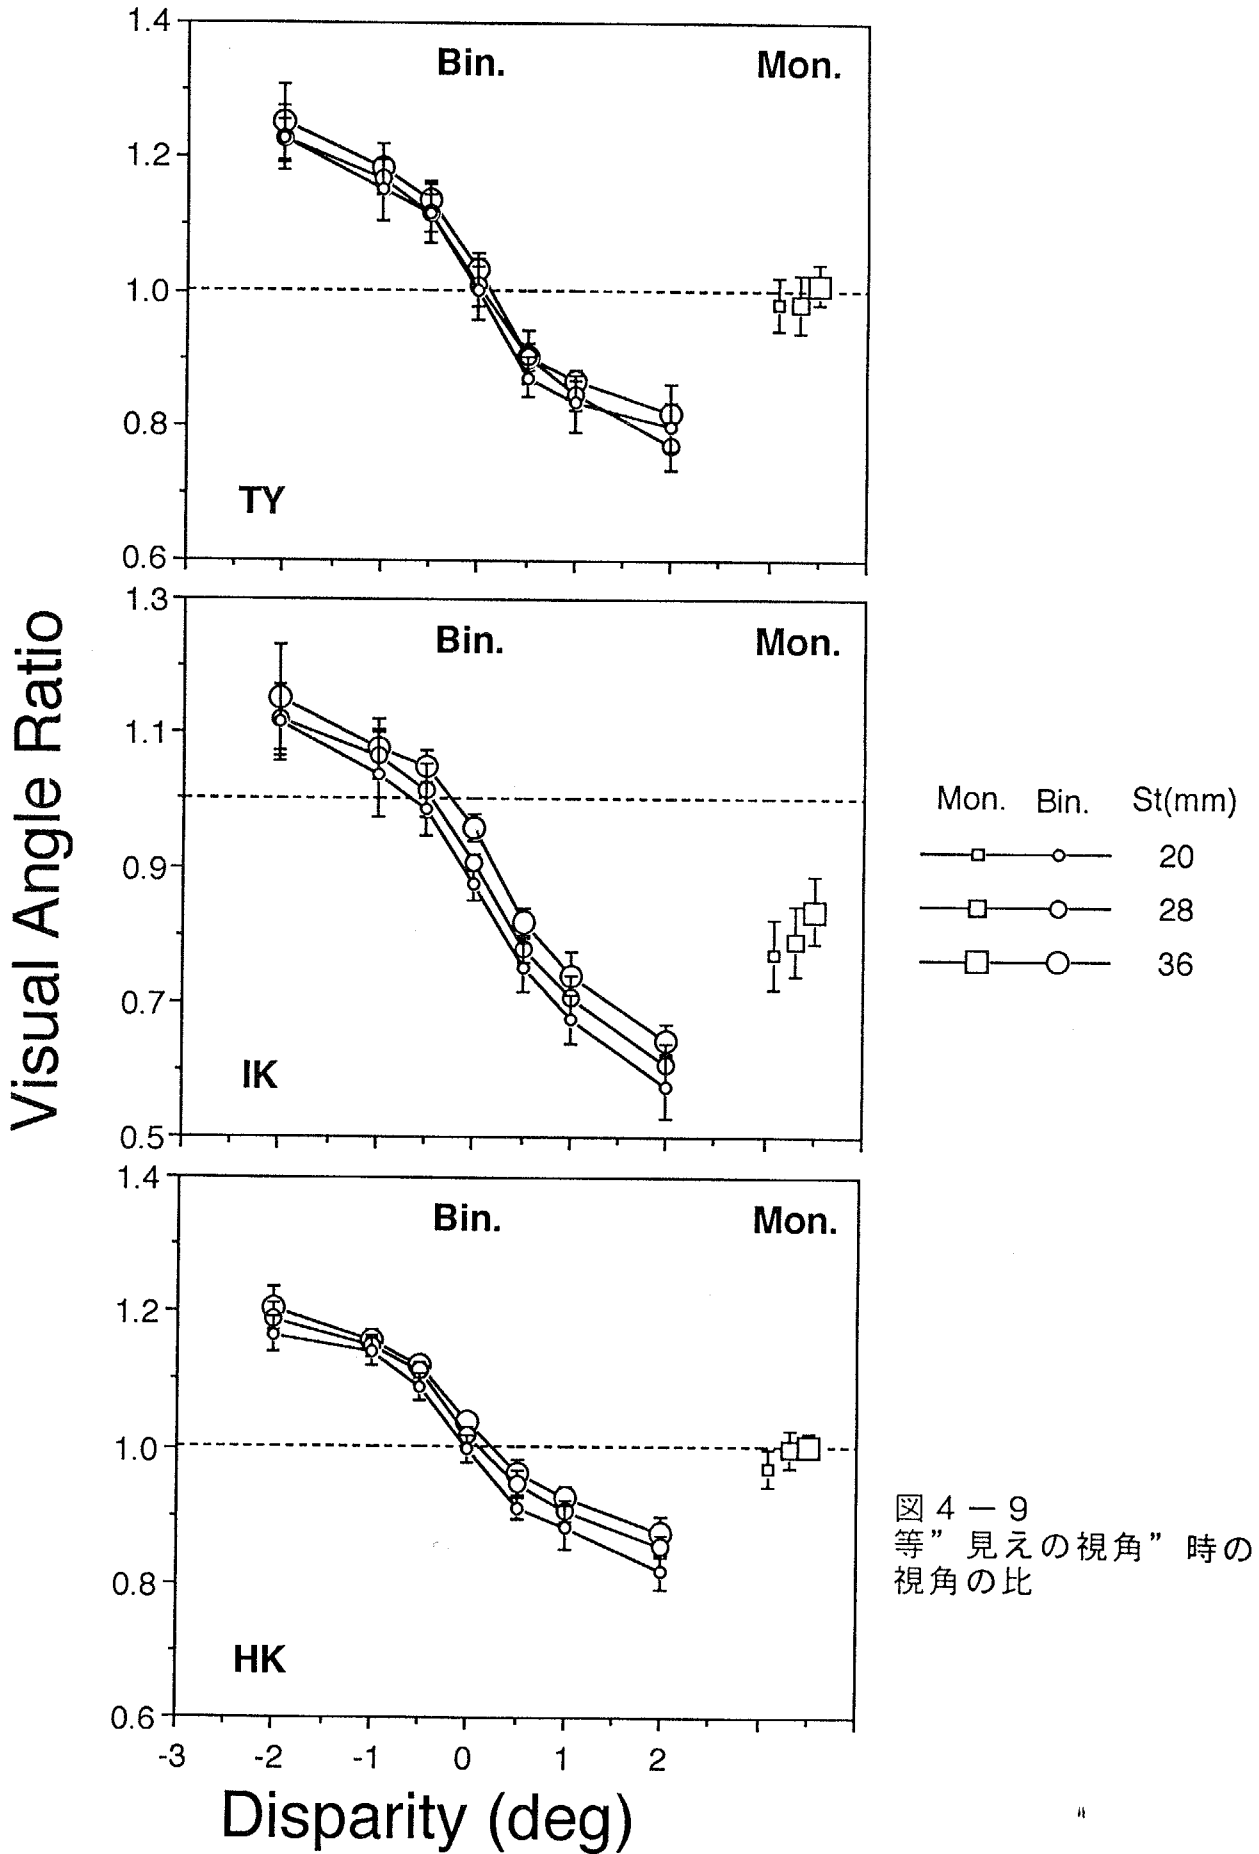 1.4
Bin.
Mon.
1.2
1.0
0.8
TY
0.6
1.3
Bin.
Mon.
1.1
0.9
0.7
IK
0.5
1.4
Bin.
Mon.
1.2
1.0
0.8
HK
0.6
-3 -2 -1 0 1 2
Disparity (deg)
Visual Angle Ratio
Mon. Bin. St(mm)
20
28
36
図4－9
等”見えの視角”時の
視角の比